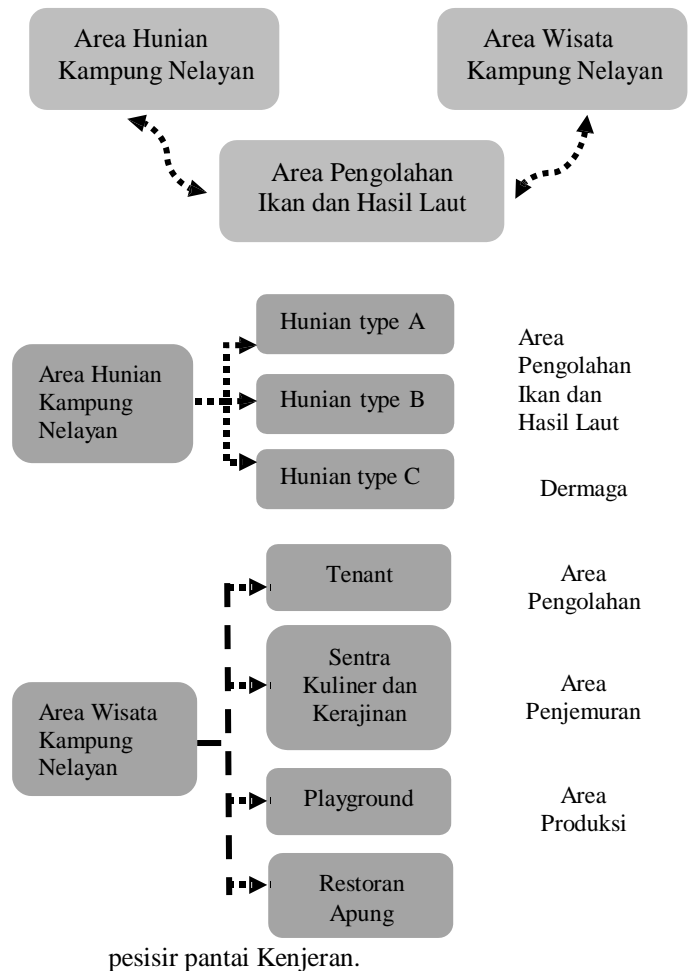 Area Hunian
Kampung Nelayan
Area Wisata
Kampung Nelayan
Area Pengolahan
Ikan dan Hasil Laut
Area Hunian
Kampung
Nelayan
Hunian type A
Hunian type B
Hunian type C
Area
Pengolahan
Ikan dan
Hasil Laut
Dermaga
Area
Pengolahan
Area
Penjemuran
Area
Produksi
Area Wisata
Kampung
Nelayan
Tenant
Sentra
Kuliner dan
Kerajinan
Playground
Restoran
Apung
pesisir pantai Kenjeran.